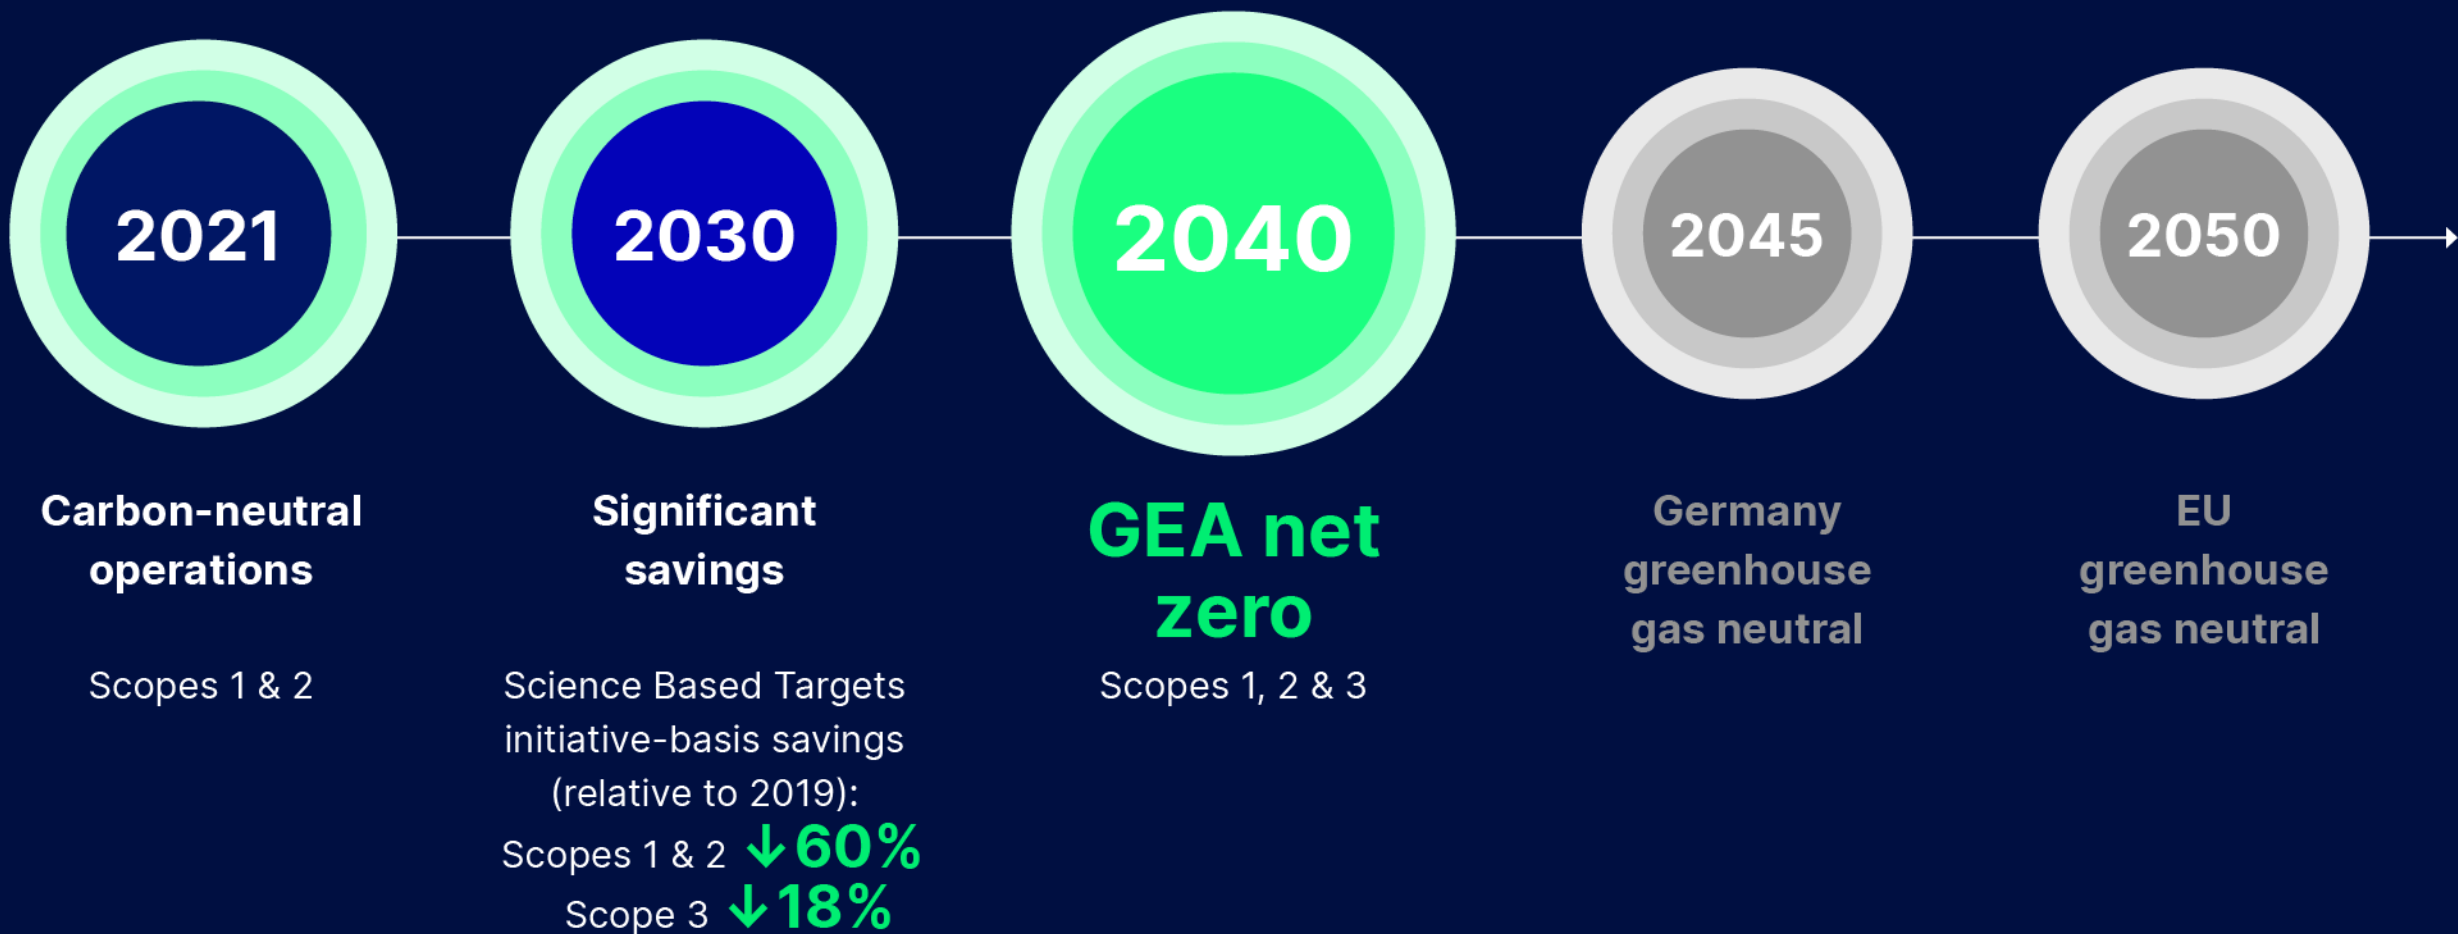 2021
Carbon-neutral
operations
Scopes 1 & 2
2030
Significant
savings
Science Based Targets
initiative-basis savings
(relative to 2019):
Scopes 1 & 2 ↓60%
Scope 3 ↓18%
2040
GEA net
zero
Scopes 1, 2 & 3
2045
Germany
greenhouse
gas neutral
2050
EU
greenhouse
gas neutral